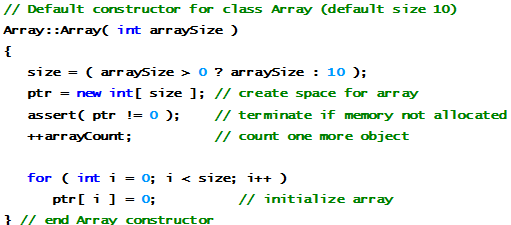 // Default constructor for class Array (default size 10)
Array::Array( int arraySize )
{
   size = ( arraySize > 0 ? arraySize : 10 );
   ptr = new int[ size ]; // create space for array
   assert( ptr != 0 );    // terminate if memory not allocated
   ++arrayCount;          // count one more object

   for ( int i = 0; i < size; i++ )
      ptr[ i ] = 0;          // initialize array
} // end Array constructor